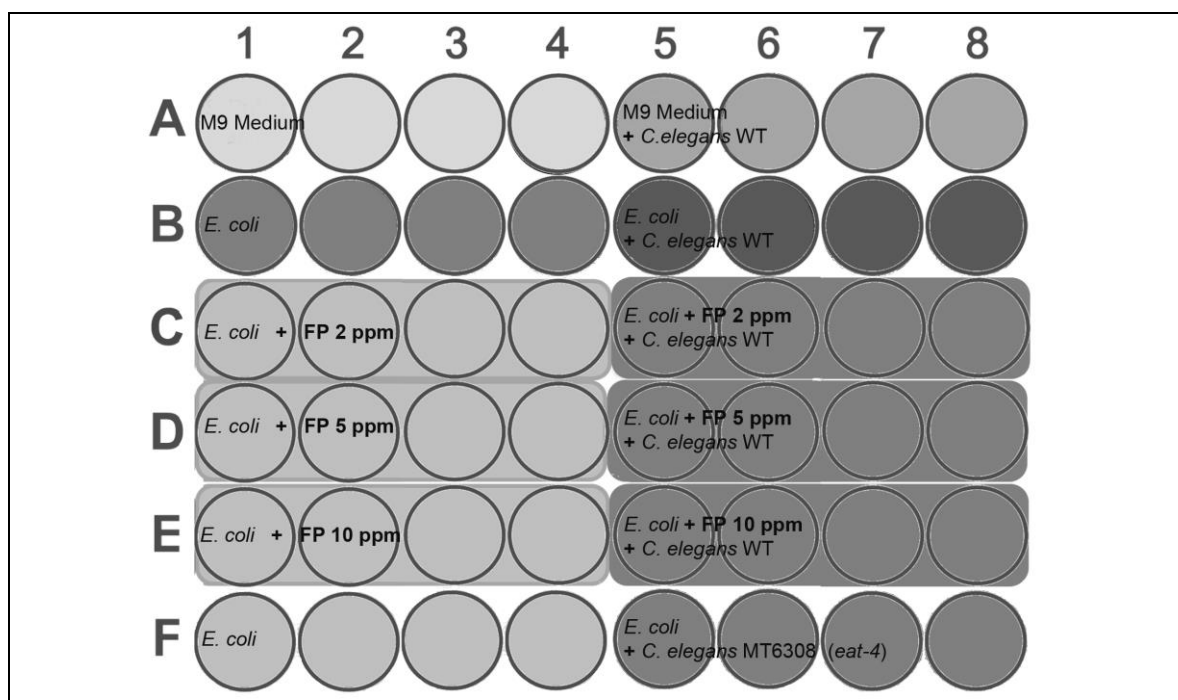 1 2 3 4 5 6 7 8
A
M9 Medium
M9 Medium
+ C.elegans WT
B
E. coli
E. coli
+ C. elegans WT
C
E. coli + FP 2 ppm
E. coli + FP 2 ppm
+ C. elegans WT
D
E. coli + FP 5 ppm
E. coli + FP 5 ppm
+ C. elegans WT
E
E. coli + FP 10 ppm
E. coli + FP 10 ppm
+ C. elegans WT
F
E. coli
E. coli
+ C. elegans MT6308 (eat-4)